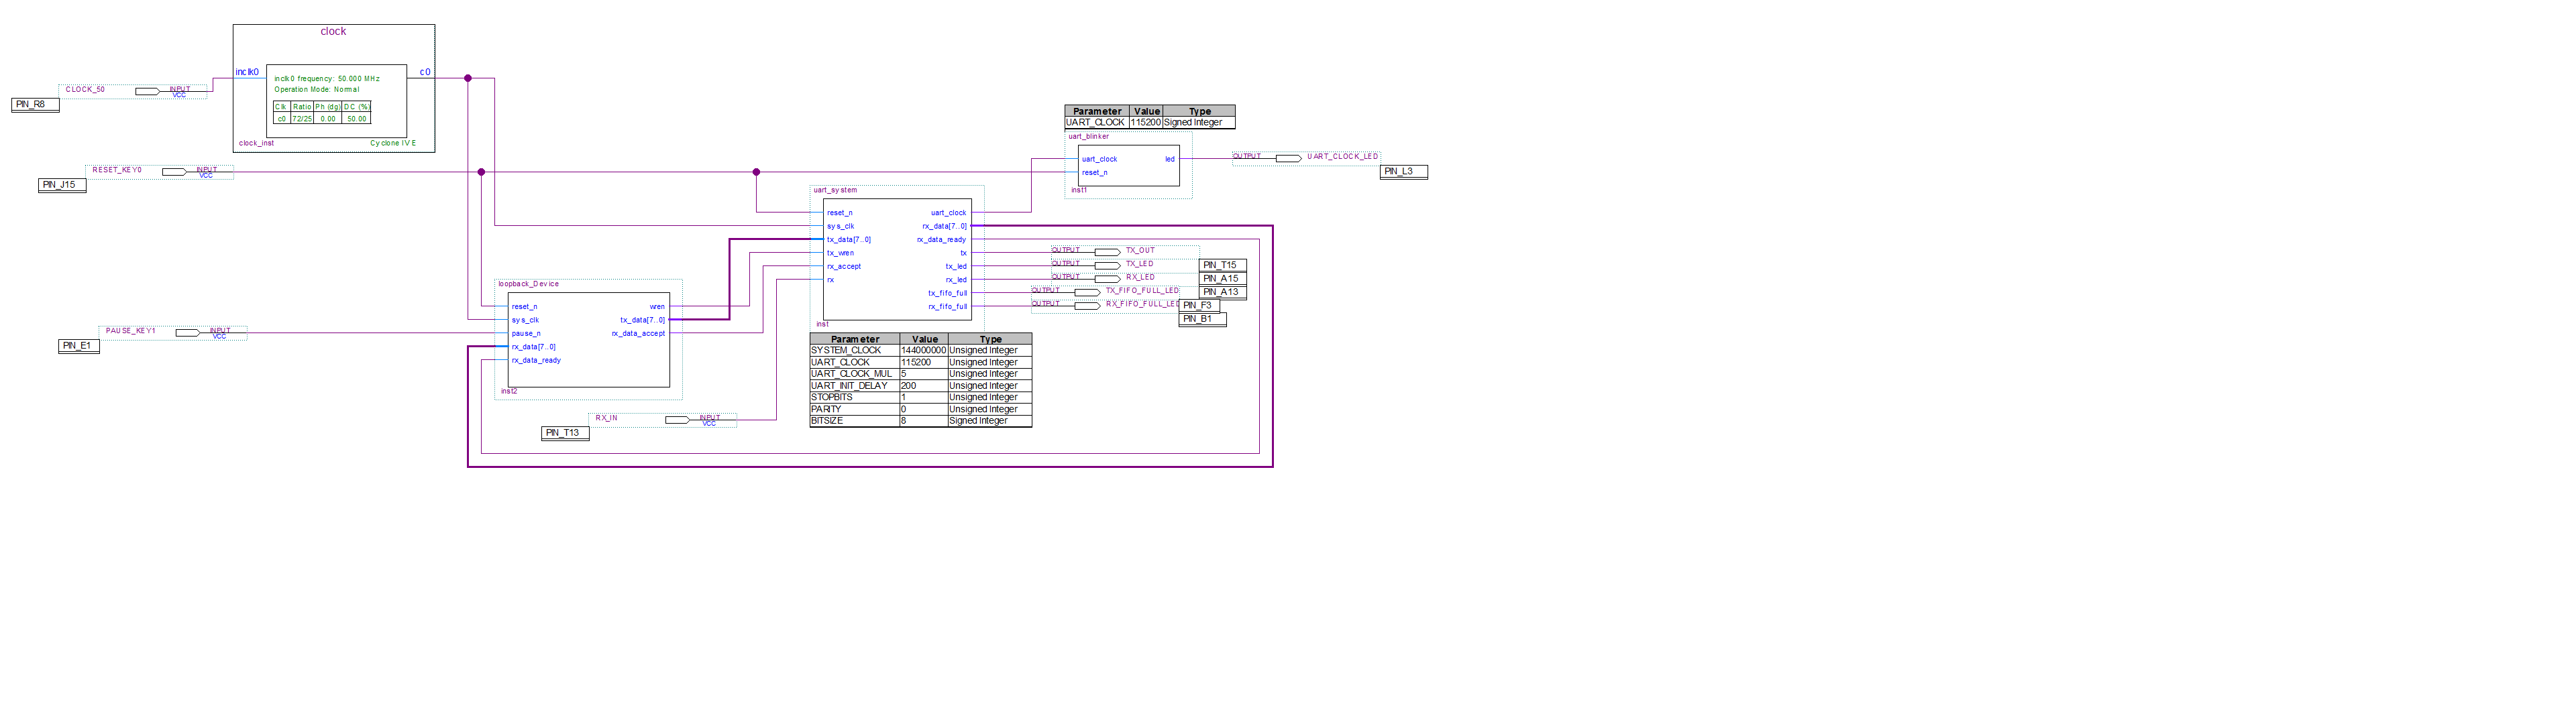 clock
inclk0
c0
inclk0 frequency: 50.000 MHz
Operation Mode: Normal
Clk Ratio Ph (dg) DC (%)
c0 72/25 0.00 50.00
clock_inst
Cyclone IV E
CLOCK_50
INPUT
VCC
PIN_R8
RESET_KEY0
INPUT
VCC
PIN_J15
Parameter Value Type
UART_CLOCK 115200 Signed Integer
uart_blinker
uart_clock
led
reset_n
inst1
OUTPUT
UART_CLOCK_LED
PIN_L3
uart_system
reset_n
sys_clk
tx_data[7..0]
tx_wren
rx_accept
rx
uart_clock
rx_data[7..0]
rx_data_ready
tx
tx_led
rx_led
tx_fifo_full
rx_fifo_full
inst
OUTPUT
TX_OUT
OUTPUT
TX_LED
OUTPUT
RX_LED
OUTPUT
TX_FIFO_FULL_LED
OUTPUT
RX_FIFO_FULL_LED
PIN_T15
PIN_A15
PIN_A13
PIN_F3
PIN_B1
loopback_Device
reset_n
sys_clk
pause_n
rx_data[7..0]
rx_data_ready
wren
tx_data[7..0]
rx_data_accept
inst2
PAUSE_KEY1
INPUT
VCC
PIN_E1
Parameter Value Type
SYSTEM_CLOCK 144000000 Unsigned Integer
UART_CLOCK 115200 Unsigned Integer
UART_CLOCK_MUL 5 Unsigned Integer
UART_INIT_DELAY 200 Unsigned Integer
STOPBITS 1 Unsigned Integer
PARITY 0 Unsigned Integer
BITSIZE 8 Signed Integer
RX_IN
INPUT
VCC
PIN_T13